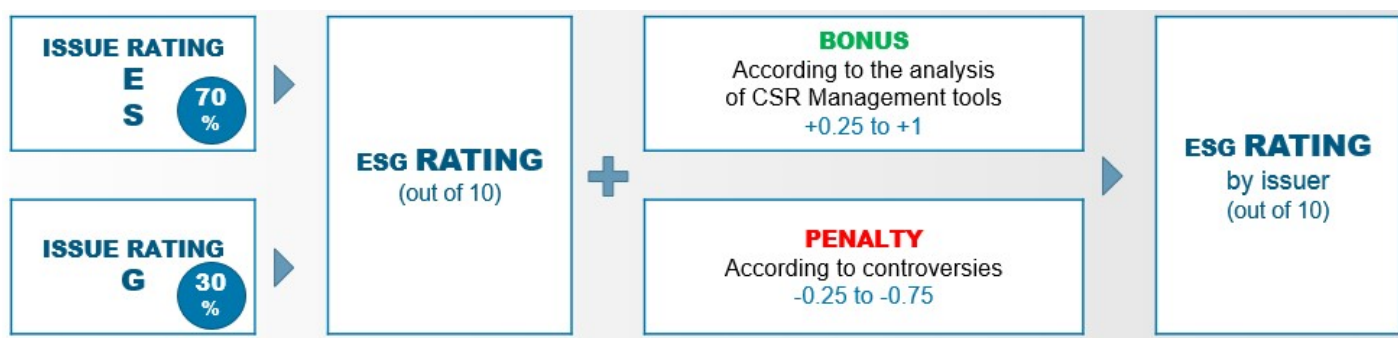 ISSUE RATING
E
S
70
%
ISSUE RATING
G
30
%
ESG RATING
(out of 10)
BONUS
According to the analysis
of CSR Management tools
+0.25 to +1
PENALTY
According to controversies
-0.25 to -0.75
ESG RATING
by issuer
(out of 10)